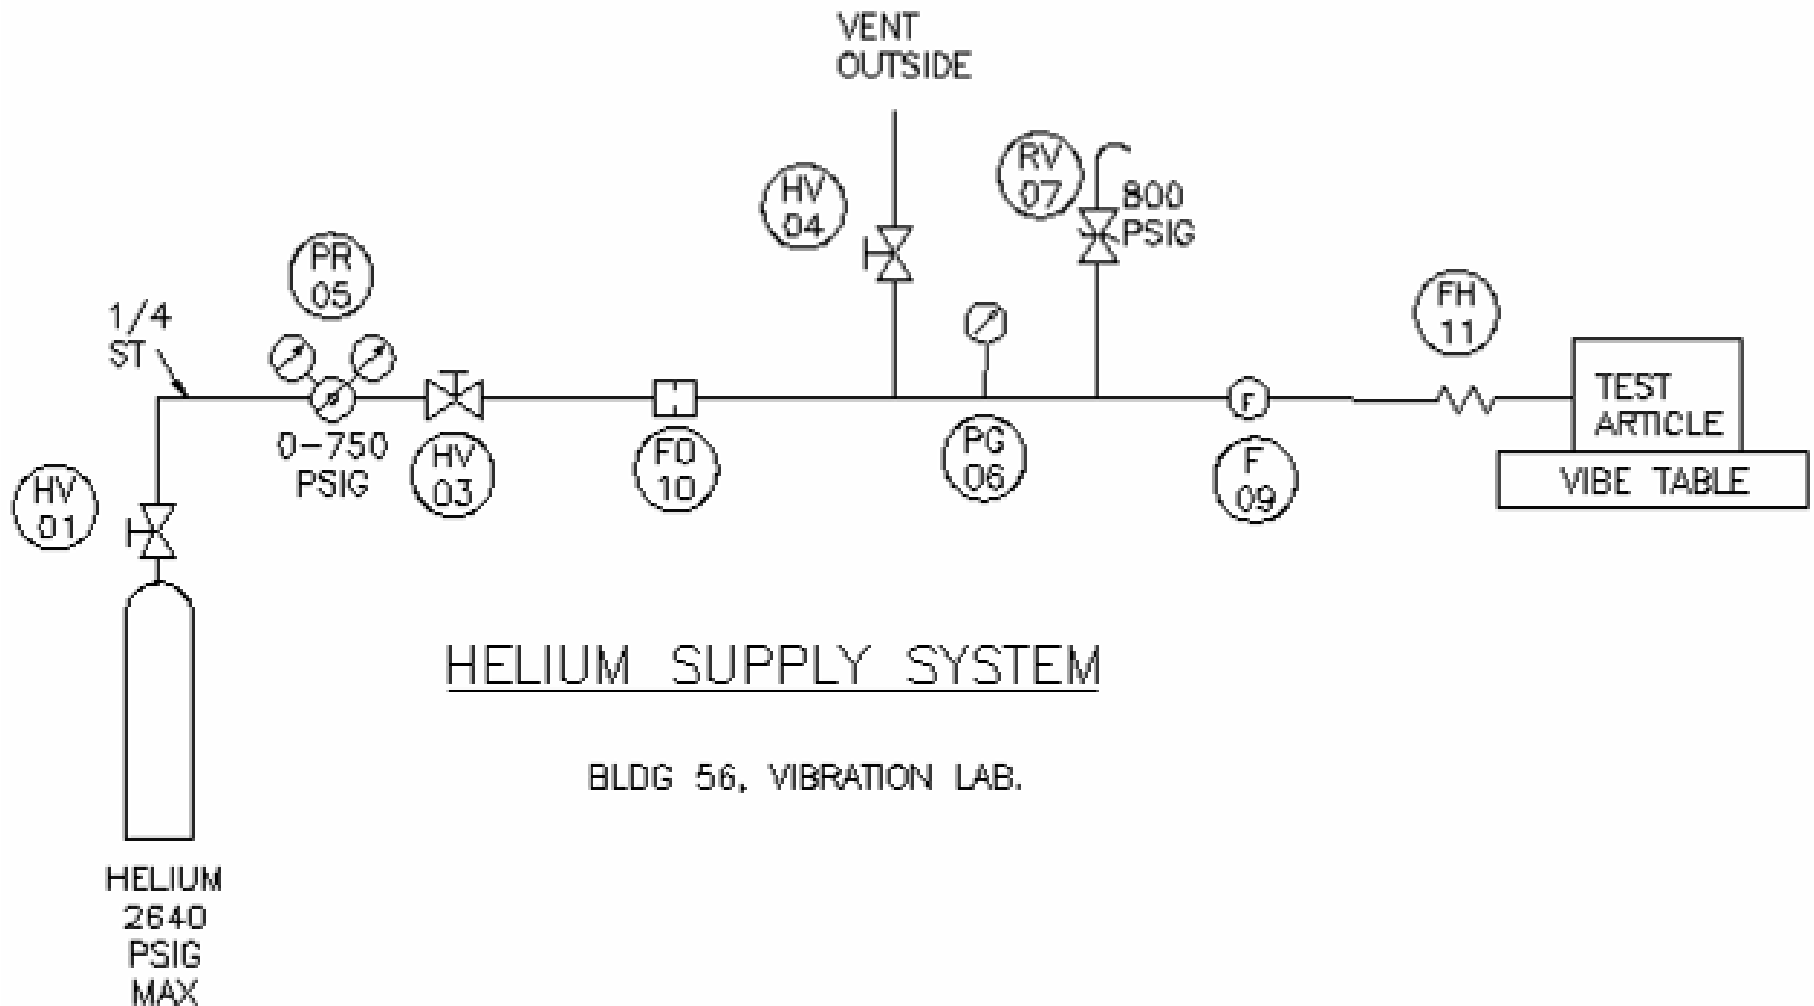 VENT
OUTSIDE
RV
07
800
PSIG
HV
04
PR
05
FH
11
1/4
ST
TEST
ARTICLE
0-750
PSIG
HV
03
FO
10
PG
06
F
F
09
VIBE TABLE
HV
01
HELIUM SUPPLY SYSTEM
BLDG 56, VIBRATION LAB.
HELIUM
2640
PSIG
MAX